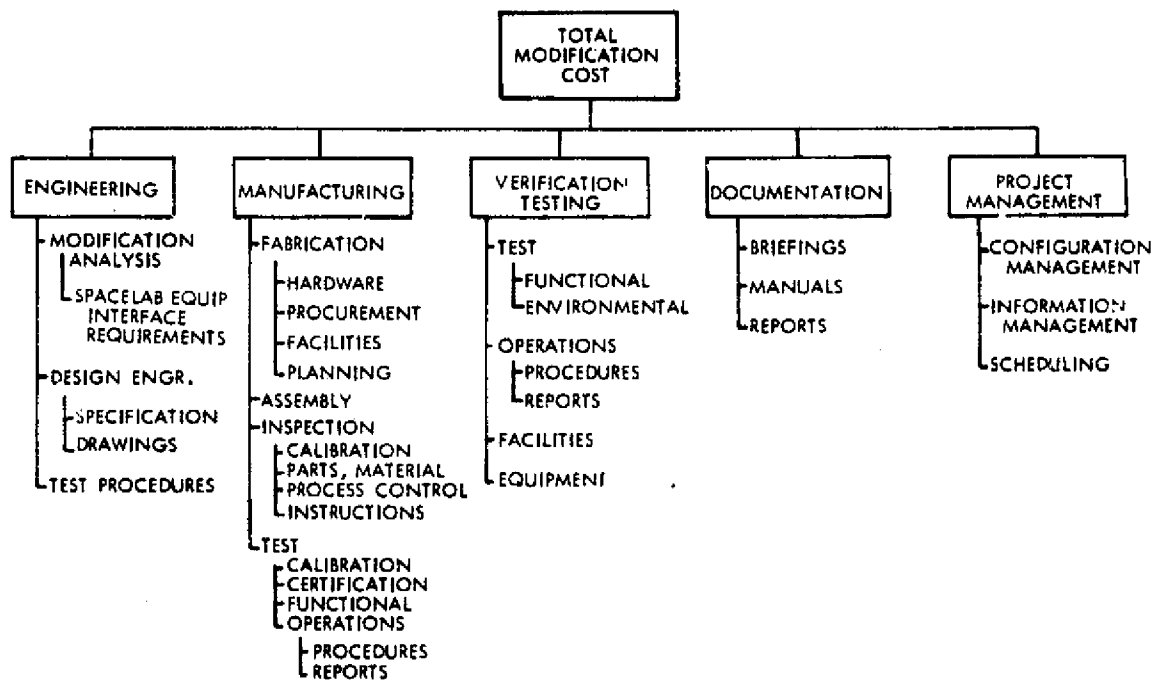 TOTAL
MODIFICATION
COST
ENGINEERING
MODIFICATION
ANALYSIS
SPACELAB EQUIP
INTERFACE
REQUIREMENTS
DESIGN ENGR.
SPECIFICATION
DRAWINGS
TEST PROCEDURES
MANUFACTURING
FABRICATION
HARDWARE
PROCUREMENT
FACILITIES
PLANNING
ASSEMBLY
INSPECTION
CALIBRATION
PARTS, MATERIAL
PROCESS CONTROL
INSTRUCTIONS
TEST
CALIBRATION
CERTIFICATION
FUNCTIONAL
OPERATIONS
PROCEDURES
REPORTS
VERIFICATION
TESTING
TEST
FUNCTIONAL
ENVIRONMENTAL
OPERATIONS
PROCEDURES
REPORTS
FACILITIES
EQUIPMENT
DOCUMENTATION
BRIEFINGS
MANUALS
REPORTS
PROJECT
MANAGEMENT
CONFIGURATION
MANAGEMENT
INFORMATION
MANAGEMENT
SCHEDULING